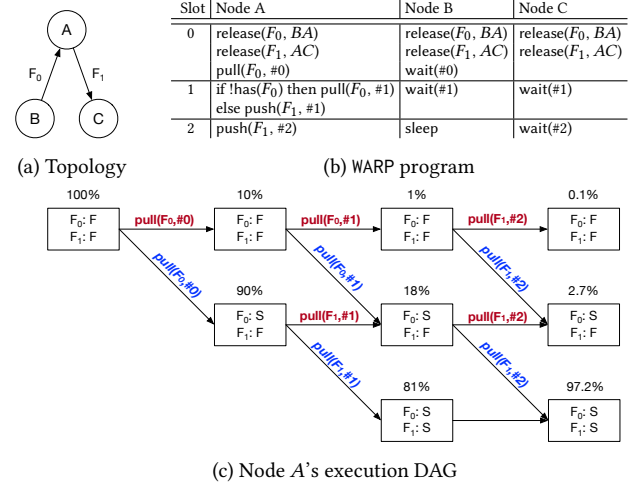 A
F₀
F₁
B
C
(a) Topology
Slot Node A Node B Node C
0 release(F₀, BA) release(F₀, BA) release(F₀, BA)
release(F₁, AC) release(F₁, AC) release(F₁, AC)
pull(F₀, #0) wait(#0)
1 if !has(F₀) then pull(F₀, #1) wait(#1) wait(#1)
else push(F₁, #1)
2 push(F₁, #2) sleep wait(#2)
(b) WARP program
100% 10% 1% 0.1%
F₀: F pull(F₀,#0) F₀: F pull(F₀,#1) F₀: F pull(F₁,#2) F₀: F
F₁: F F₁: F F₁: F F₁: F
pull(F₀,#0) pull(F₀,#1) pull(F₁,#2)
90% 18% 2.7%
F₀: S pull(F₁,#1) F₀: S pull(F₁,#2) F₀: S
F₁: F F₁: F F₁: F
pull(F₁,#1) pull(F₁,#2)
81% 97.2%
F₀: S F₀: S
F₁: S F₁: S
(c) Node A's execution DAG